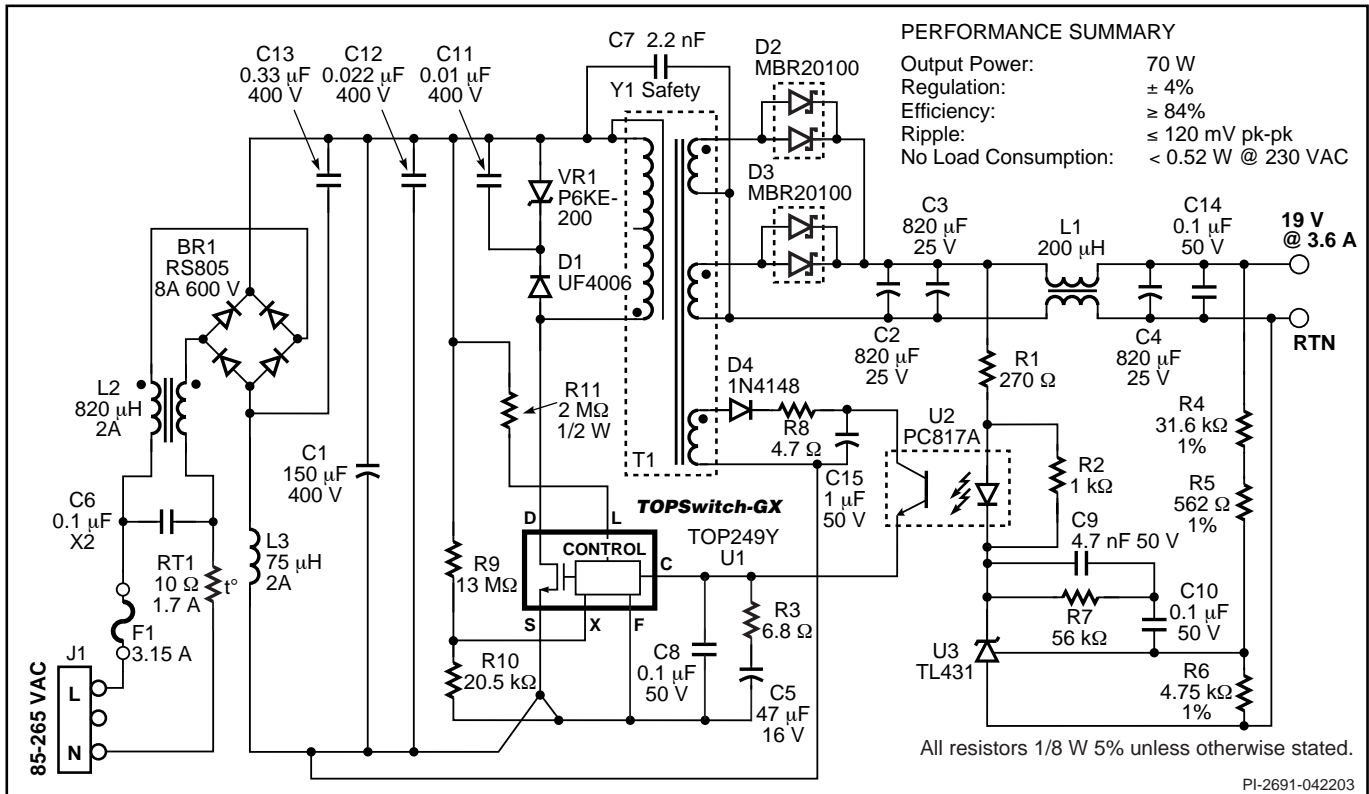 C13
0.33 µF
400 V
C12
0.022 µF
400 V
C11
0.01 µF
400 V
C7 2.2 nF
Y1 Safety
D2
MBR20100
PERFORMANCE SUMMARY
Output Power: 70 W
Regulation: ± 4%
Efficiency: ≥ 84%
Ripple: ≤ 120 mV pk-pk
No Load Consumption: < 0.52 W @ 230 VAC
VR1
P6KE-
200
D3
MBR20100
BR1
RS805
8A 600 V
D1
UF4006
C3
820 µF
25 V
L1
200 µH
C14
0.1 µF
50 V
19 V
@ 3.6 A
C2
820 µF
25 V
C4
820 µF
25 V
RTN
L2
820 µH
2A
R11
2 MΩ
1/2 W
D4
1N4148
R8
4.7 Ω
T1
R1
270 Ω
U2
PC817A
R4
31.6 kΩ
1%
C1
150 µF
400 V
C15
1 µF
50 V
R2
1 kΩ
R5
562 Ω
1%
C6
0.1 µF
X2
TOPSwitch-GX
D
L
CONTROL
C
S
X
F
TOP249Y
U1
C9
4.7 nF 50 V
L3
75 µH
2A
RT1
10 Ω
1.7 A
t°
R9
13 MΩ
R3
6.8 Ω
R7
56 kΩ
C10
0.1 µF
50 V
F1
3.15 A
J1
L
N
85-265 VAC
R10
20.5 kΩ
C8
0.1 µF
50 V
C5
47 µF
16 V
U3
TL431
R6
4.75 kΩ
1%
All resistors 1/8 W 5% unless otherwise stated.
PI-2691-042203